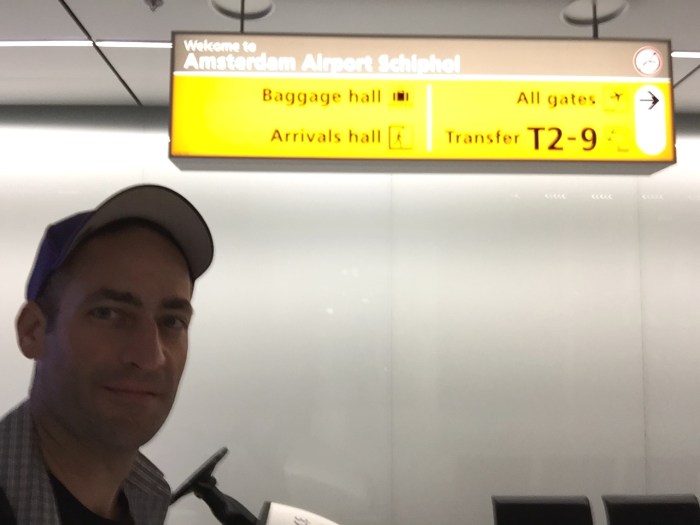 Welcome to
Amsterdam Airport Schiphol
Baggage hall
Arrivals hall
All gates
Transfer T2-9